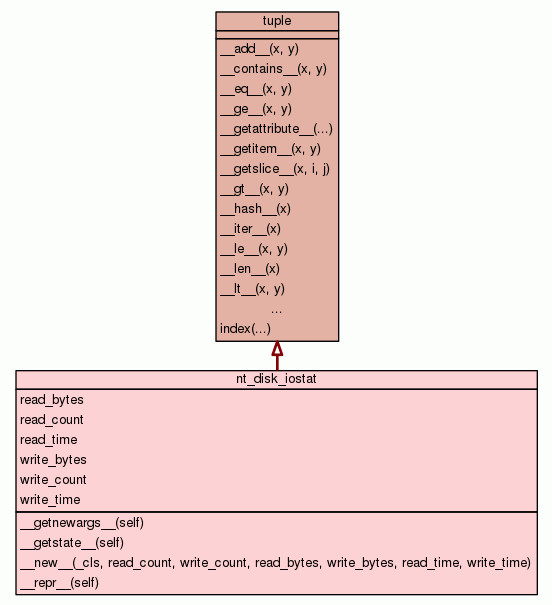 tuple
__add__(x, y)
__contains__(x, y)
__eq__(x, y)
__ge__(x, y)
__getattribute__(...)
__getitem__(x, y)
__getslice__(x, i, j)
__gt__(x, y)
__hash__(x)
__iter__(x)
__le__(x, y)
__len__(x)
__lt__(x, y)
...
index(...)
nt_disk_iostat
read_bytes
read_count
read_time
write_bytes
write_count
write_time
__getnewargs__(self)
__getstate__(self)
__new__(_cls, read_count, write_count, read_bytes, write_bytes, read_time, write_time)
__repr__(self)